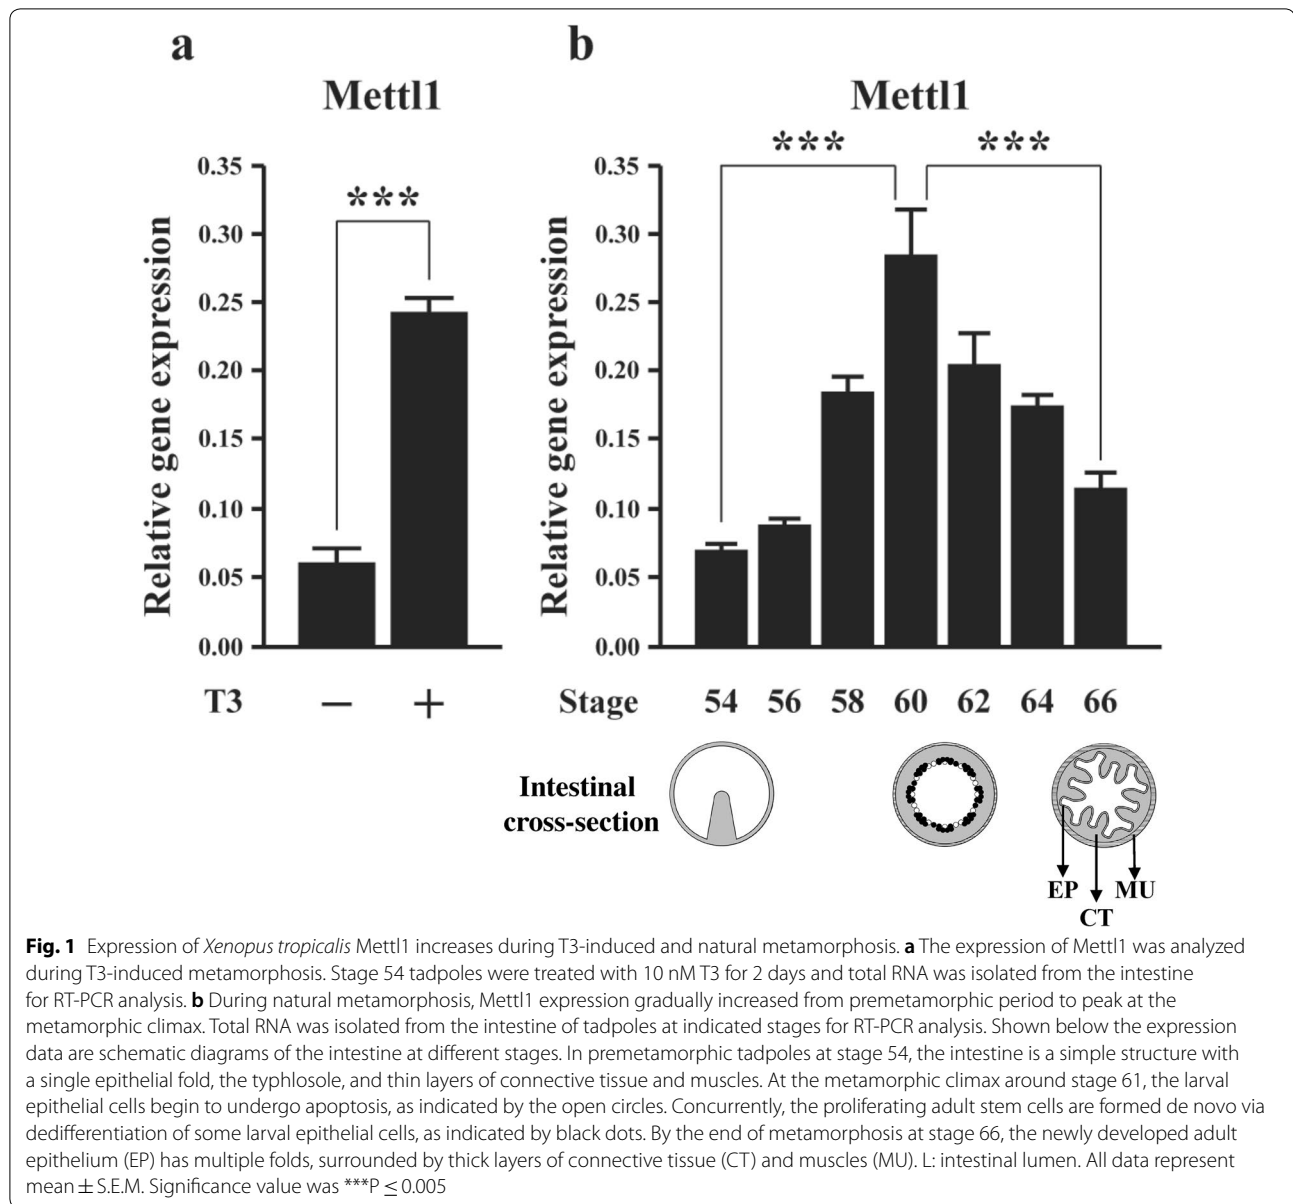 a
b
Mettl1
Mettl1
***
***
***
Relative gene expression
0.35
0.30
0.25
0.20
0.15
0.10
0.05
0.00
Relative gene expression
0.35
0.30
0.25
0.20
0.15
0.10
0.05
0.00
T3 − +
Stage 54 56 58 60 62 64 66
Intestinal
cross-section
EP MU
CT
Fig. 1 Expression of Xenopus tropicalis Mettl1 increases during T3-induced and natural metamorphosis. a The expression of Mettl1 was analyzed
during T3-induced metamorphosis. Stage 54 tadpoles were treated with 10 nM T3 for 2 days and total RNA was isolated from the intestine
for RT-PCR analysis. b During natural metamorphosis, Mettl1 expression gradually increased from premetamorphic period to peak at the
metamorphic climax. Total RNA was isolated from the intestine of tadpoles at indicated stages for RT-PCR analysis. Shown below the expression
data are schematic diagrams of the intestine at different stages. In premetamorphic tadpoles at stage 54, the intestine is a simple structure with
a single epithelial fold, the typhlosole, and thin layers of connective tissue and muscles. At the metamorphic climax around stage 61, the larval
epithelial cells begin to undergo apoptosis, as indicated by the open circles. Concurrently, the proliferating adult stem cells are formed de novo via
dedifferentiation of some larval epithelial cells, as indicated by black dots. By the end of metamorphosis at stage 66, the newly developed adult
epithelium (EP) has multiple folds, surrounded by thick layers of connective tissue (CT) and muscles (MU). L: intestinal lumen. All data represent
mean ± S.E.M. Significance value was ***P ≤ 0.005